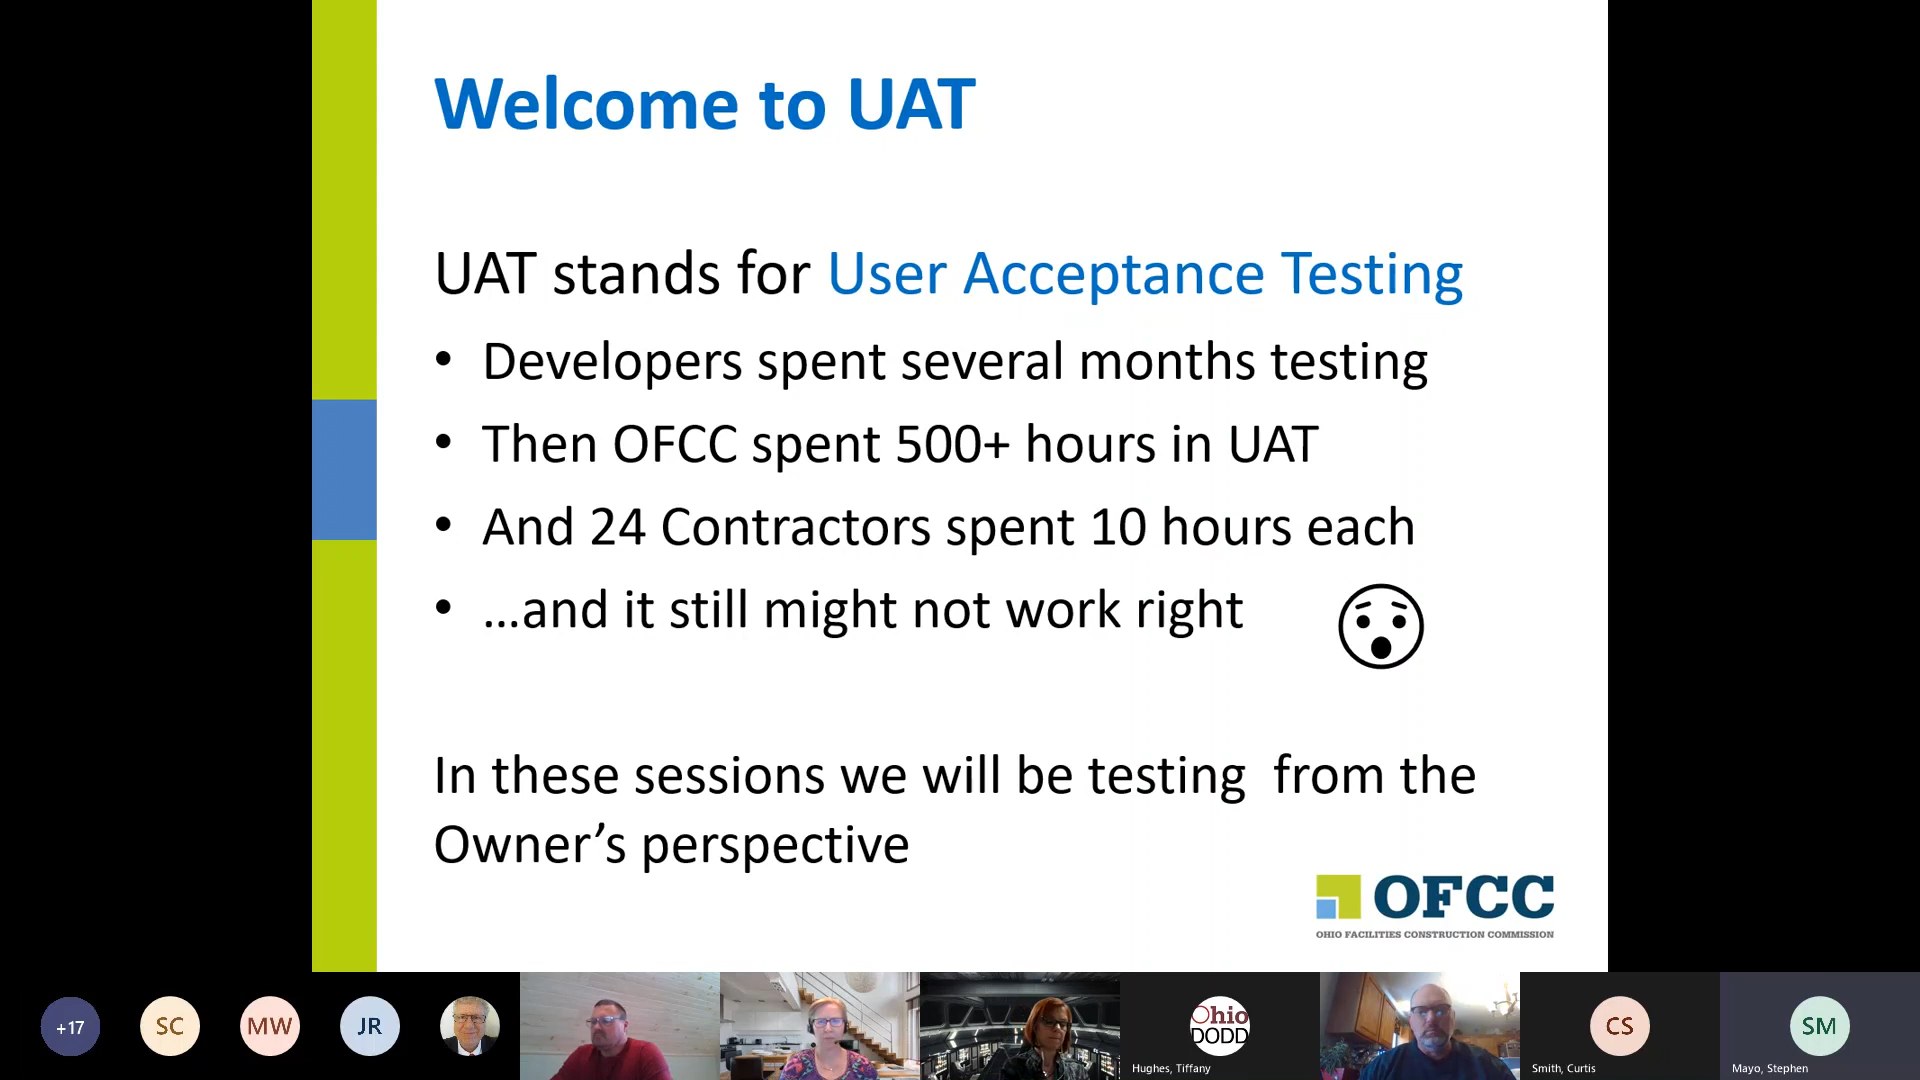 Welcome to UAT
UAT stands for User Acceptance Testing
• Developers spent several months testing
• Then OFCC spent 500+ hours in UAT
• And 24 Contractors spent 10 hours each
• ...and it still might not work right
In these sessions we will be testing  from the
Owner’s perspective
OFCC
OHIO FACILITIES CONSTRUCTION COMMISSION
+17
SC
MW
JR
Ohio
DODD
Hughes, Tiffany
CS
Smith, Curtis
SM
Mayo, Stephen